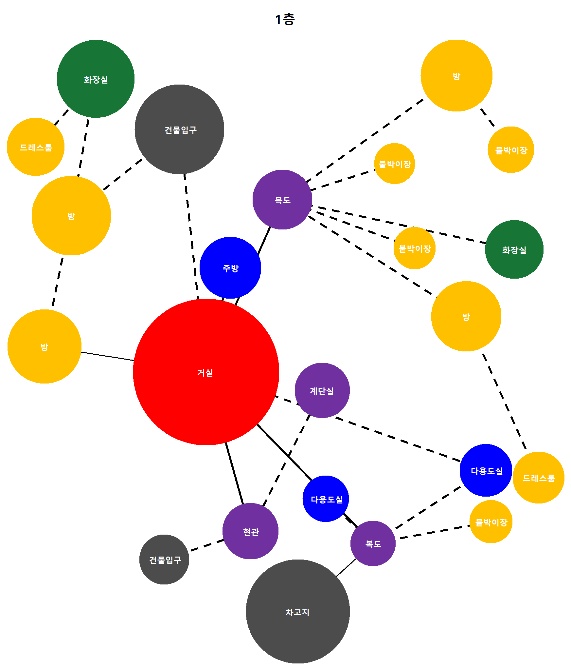 1층
화장실
방
건물입구
드레스룸
붙박이장
붙박이장
복도
방
붙박이장
화장실
주방
방
방
거실
계단실
다용도실
드레스룸
다용도실
붙박이장
현관
복도
건물입구
차고지